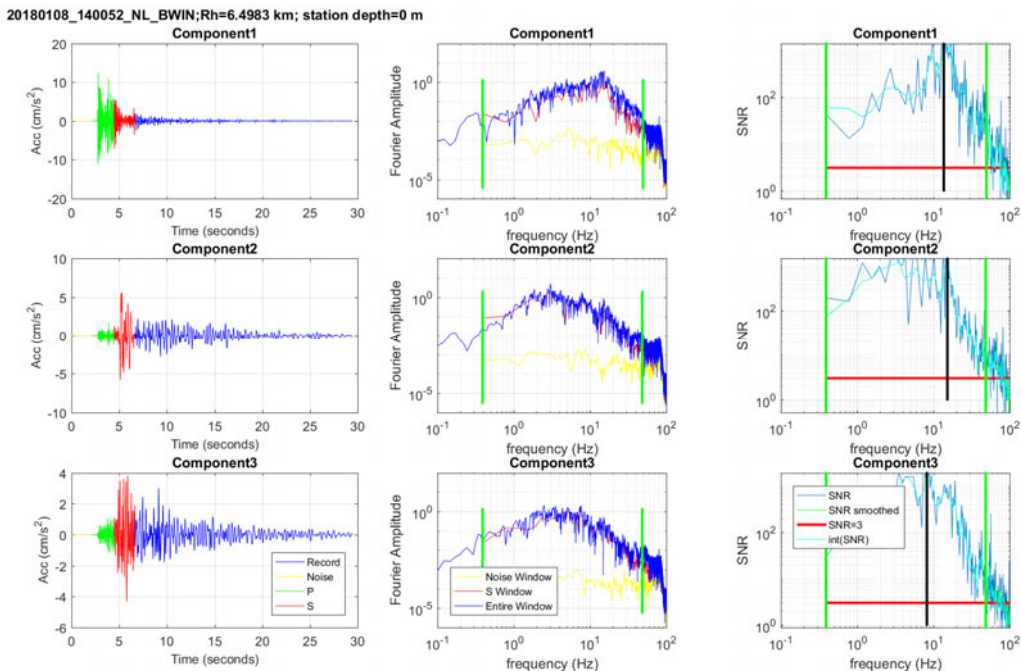 20180108_140052_NL_BWIN;Rh=6.4983 km; station depth=0 m
Component1
Acc (cm/s²)
20
10
0
-10
-20
0 5 10 15 20 25 30
Time (seconds)
Component1
Fourier Amplitude
10⁰
10⁻⁵
10⁻¹ 10⁰ 10¹ 10²
frequency (Hz)
Component1
SNR
10²
10⁰
10⁻¹ 10⁰ 10¹ 10²
frequency (Hz)
Component2
Acc (cm/s²)
10
5
0
-5
-10
0 5 10 15 20 25 30
Time (seconds)
Component2
Fourier Amplitude
10⁰
10⁻⁵
10⁻¹ 10⁰ 10¹ 10²
frequency (Hz)
Component2
SNR
10²
10⁰
10⁻¹ 10⁰ 10¹ 10²
frequency (Hz)
Component3
Acc (cm/s²)
4
2
0
-2
-4
-6
0 5 10 15 20 25 30
Time (seconds)
Record
Noise
P
S
Component3
Fourier Amplitude
10⁰
10⁻⁵
10⁻¹ 10⁰ 10¹ 10²
frequency (Hz)
Noise Window
S Window
Entire Window
Component3
SNR
10²
10⁰
10⁻¹ 10⁰ 10¹ 10²
frequency (Hz)
SNR
SNR smoothed
SNR=3
int(SNR)